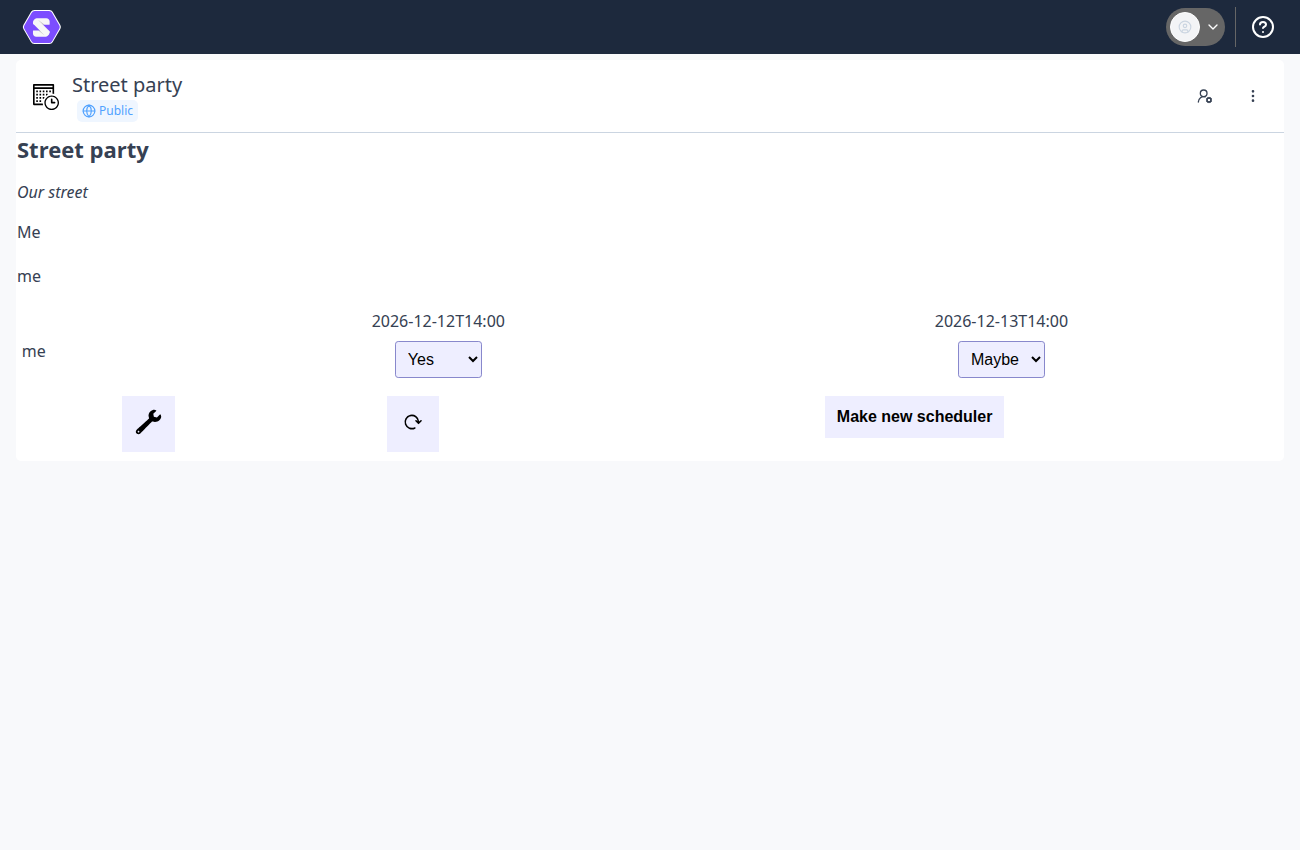 Street party
Public
Street party
Our street
Me
me
2026-12-12T14:00 2026-12-13T14:00
me Yes Maybe
Make new scheduler